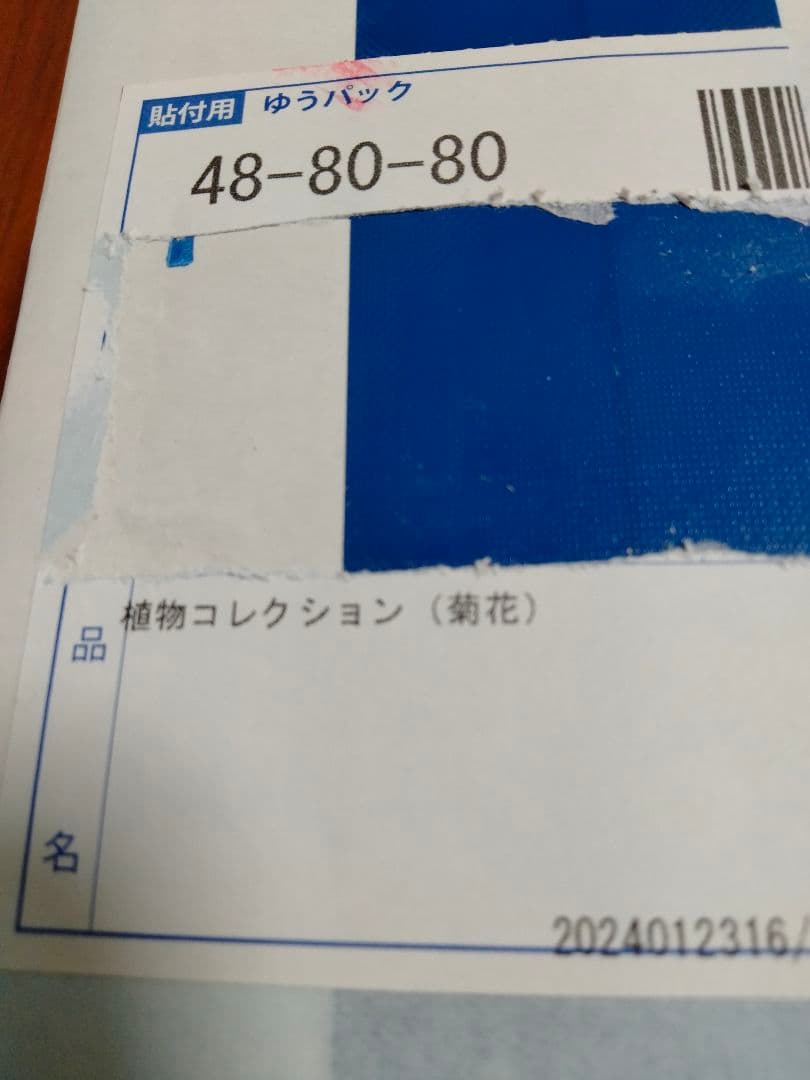 貼付用 ゆうパック
48-80-80
植物コレクション（菊花）
品
名
2024012316/